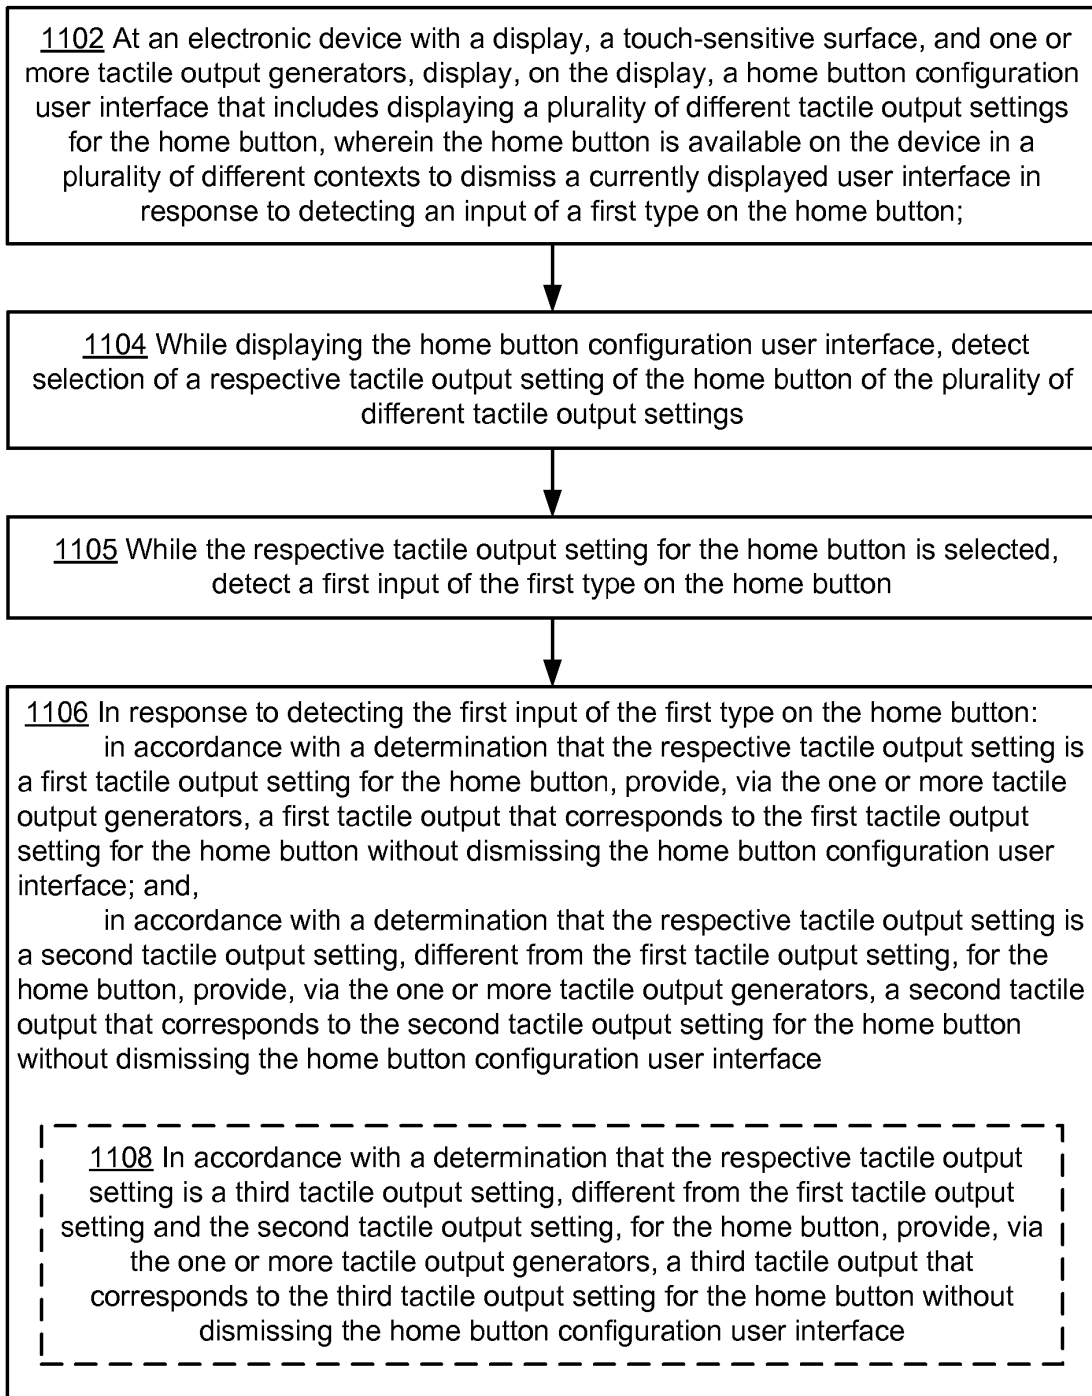 1102 At an electronic device with a display, a touch-sensitive surface, and one or
more tactile output generators, display, on the display, a home button configuration
user interface that includes displaying a plurality of different tactile output settings
for the home button, wherein the home button is available on the device in a
plurality of different contexts to dismiss a currently displayed user interface in
response to detecting an input of a first type on the home button;
1104 While displaying the home button configuration user interface, detect
selection of a respective tactile output setting of the home button of the plurality of
different tactile output settings
1105 While the respective tactile output setting for the home button is selected,
detect a first input of the first type on the home button
1106 In response to detecting the first input of the first type on the home button:
in accordance with a determination that the respective tactile output setting is
a first tactile output setting for the home button, provide, via the one or more tactile
output generators, a first tactile output that corresponds to the first tactile output
setting for the home button without dismissing the home button configuration user
interface; and,
in accordance with a determination that the respective tactile output setting is
a second tactile output setting, different from the first tactile output setting, for the
home button, provide, via the one or more tactile output generators, a second tactile
output that corresponds to the second tactile output setting for the home button
without dismissing the home button configuration user interface
1108 In accordance with a determination that the respective tactile output
setting is a third tactile output setting, different from the first tactile output
setting and the second tactile output setting, for the home button, provide, via
the one or more tactile output generators, a third tactile output that
corresponds to the third tactile output setting for the home button without
dismissing the home button configuration user interface